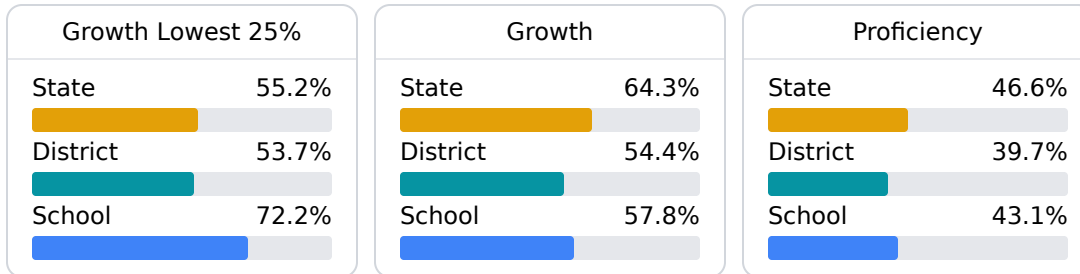 Growth Lowest 25%
State 55.2%
District 53.7%
School 72.2%
Growth
State 64.3%
District 54.4%
School 57.8%
Proficiency
State 46.6%
District 39.7%
School 43.1%